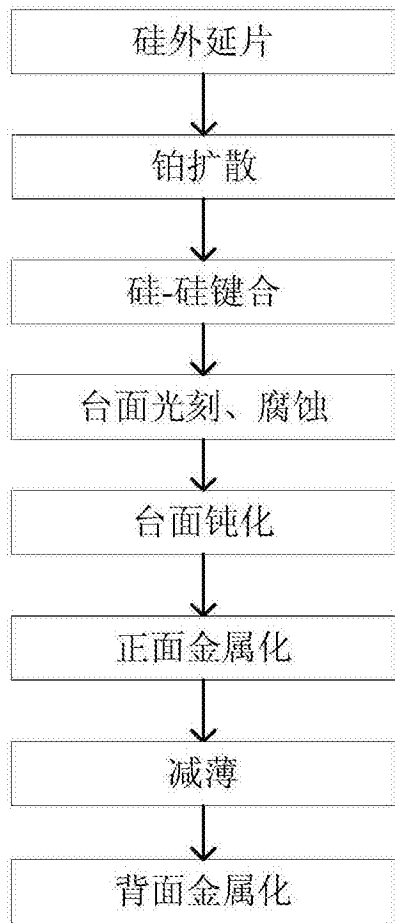 硅外延片
铂扩散
硅-硅键合
台面光刻、腐蚀
台面钝化
正面金属化
减薄
背面金属化